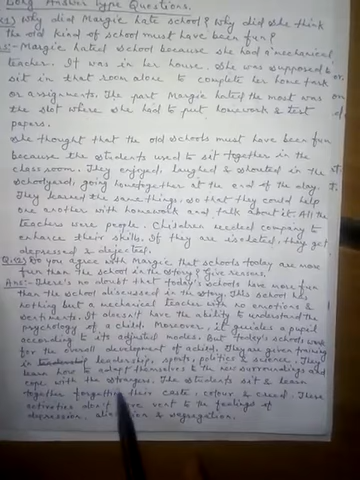 Long Answer Type Questions.
Q1) Why did Margie hate school? Why did she think
the old kind of school must have been fun?
s:- Margie hated school because she had a mechanical
teacher. It was in her house. She was supposed to
sit in that room alone to complete her home task
or assignments. The part Margie hated the most was
the slot where she had to put homework & test
papers.
She thought that the old schools must have been fun
because the students used to sit together in the
class room. They enjoyed, laughed & shouted in the
schoolyard, going home together at the end of the day.
They learned the same things, so that they could help
one another with homework and talk about it. All the
teachers were people. Children needed company to
enhance their skills. If they are isolated, they get
depressed & dejected.
Q.(2) Do you agree with Margie that schools today are more
fun than the school in the story? Give reasons.
Ans:- There's no doubt that today's schools have more fun
than the school discussed in the story. This school has
nothing but a mechanical teacher with no emotions &
sentiments. It doesn't have the ability to understand the
psychology of a child. Moreover, it guides a pupil
according to its adjusted modes. But today's schools work
for the overall development of a child. They are given training
in leadership, sports, politics & science. They
learn how to adapt themselves to the new surroundings and
cope with the strangers. The students sit & learn
together forgetting their caste, colour & creed. These
activities don't vent to the feelings of
depression, & segregation.